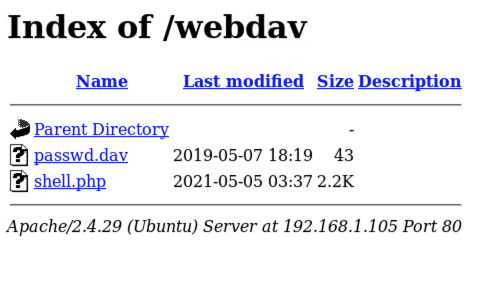 Index of /webdav
Name Last modified Size Description
Parent Directory -
? passwd.dav 2019-05-07 18:19 43
? shell.php 2021-05-05 03:37 2.2K
Apache/2.4.29 (Ubuntu) Server at 192.168.1.105 Port 80